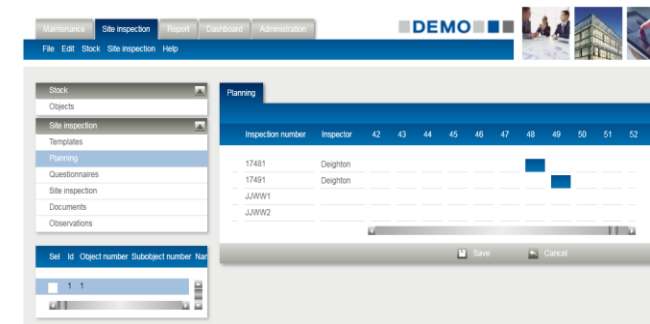 Maintenance Site inspection Report Dashboard Administration
DEMO
File Edit Stock Site inspection Help
Stock
Objects
Site inspection
Templates
Planning
Questionnaires
Site inspection
Documents
Observations
Sel Id Object number Subobject number Nar
1 1
Planning
Inspection number Inspector 42 43 44 45 46 47 48 49 50 51 52
17481 Deighton
17491 Deighton
JJWW1
JJWW2
Save Cancel